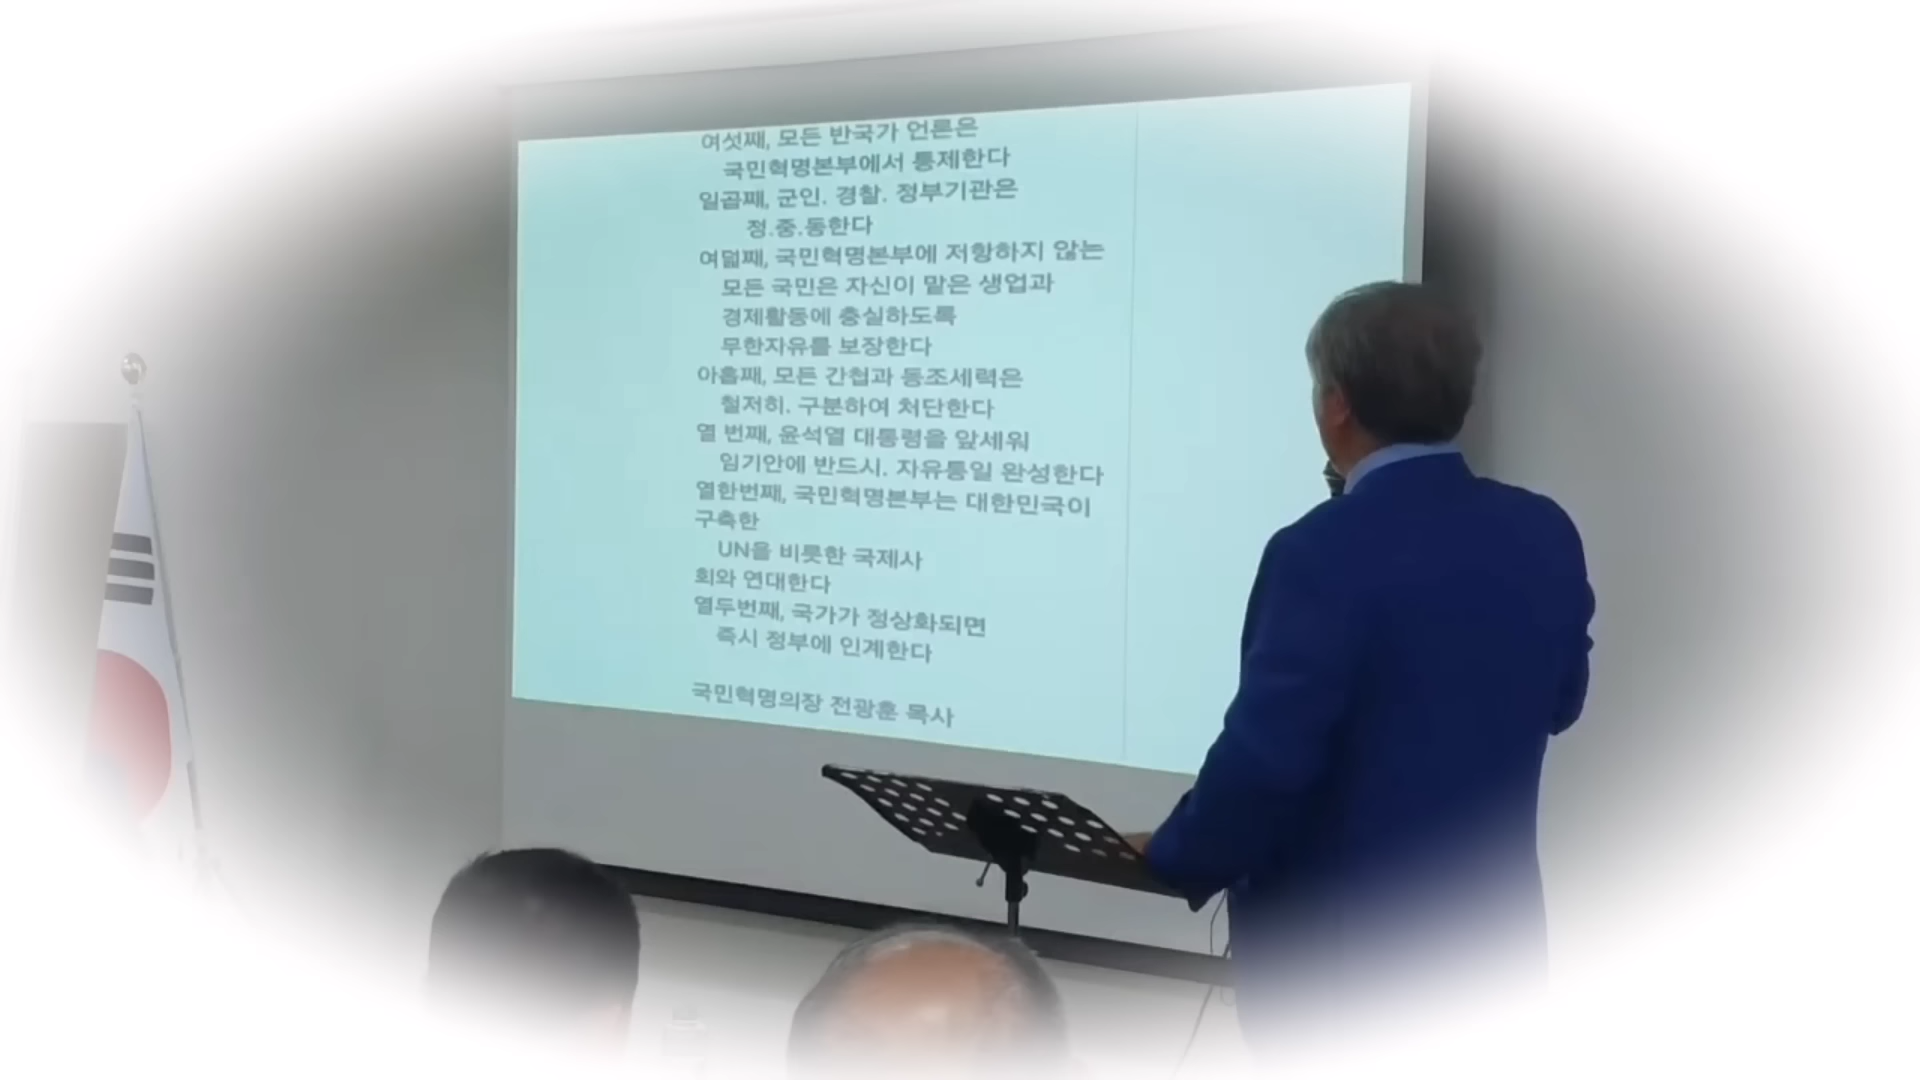 여섯째, 모든 반국가 언론은
국민혁명본부에서 통제한다
일곱째, 군인. 경찰. 정부기관은
정.중.동한다
여덟째, 국민혁명본부에 저항하지 않는
모든 국민은 자신이 맡은 생업과
경제활동에 충실하도록
무한자유를 보장한다
아홉째, 모든 간첩과 동조세력은
철저히. 구분하여 처단한다
열 번째, 윤석열 대통령을 앞세워
임기안에 반드시. 자유통일 완성한다
열한번째, 국민혁명본부는 대한민국이
구축한
UN을 비롯한 국제사
회와 연대한다
열두번째, 국가가 정상화되면
즉시 정부에 인계한다
국민혁명의장 전광훈 목사